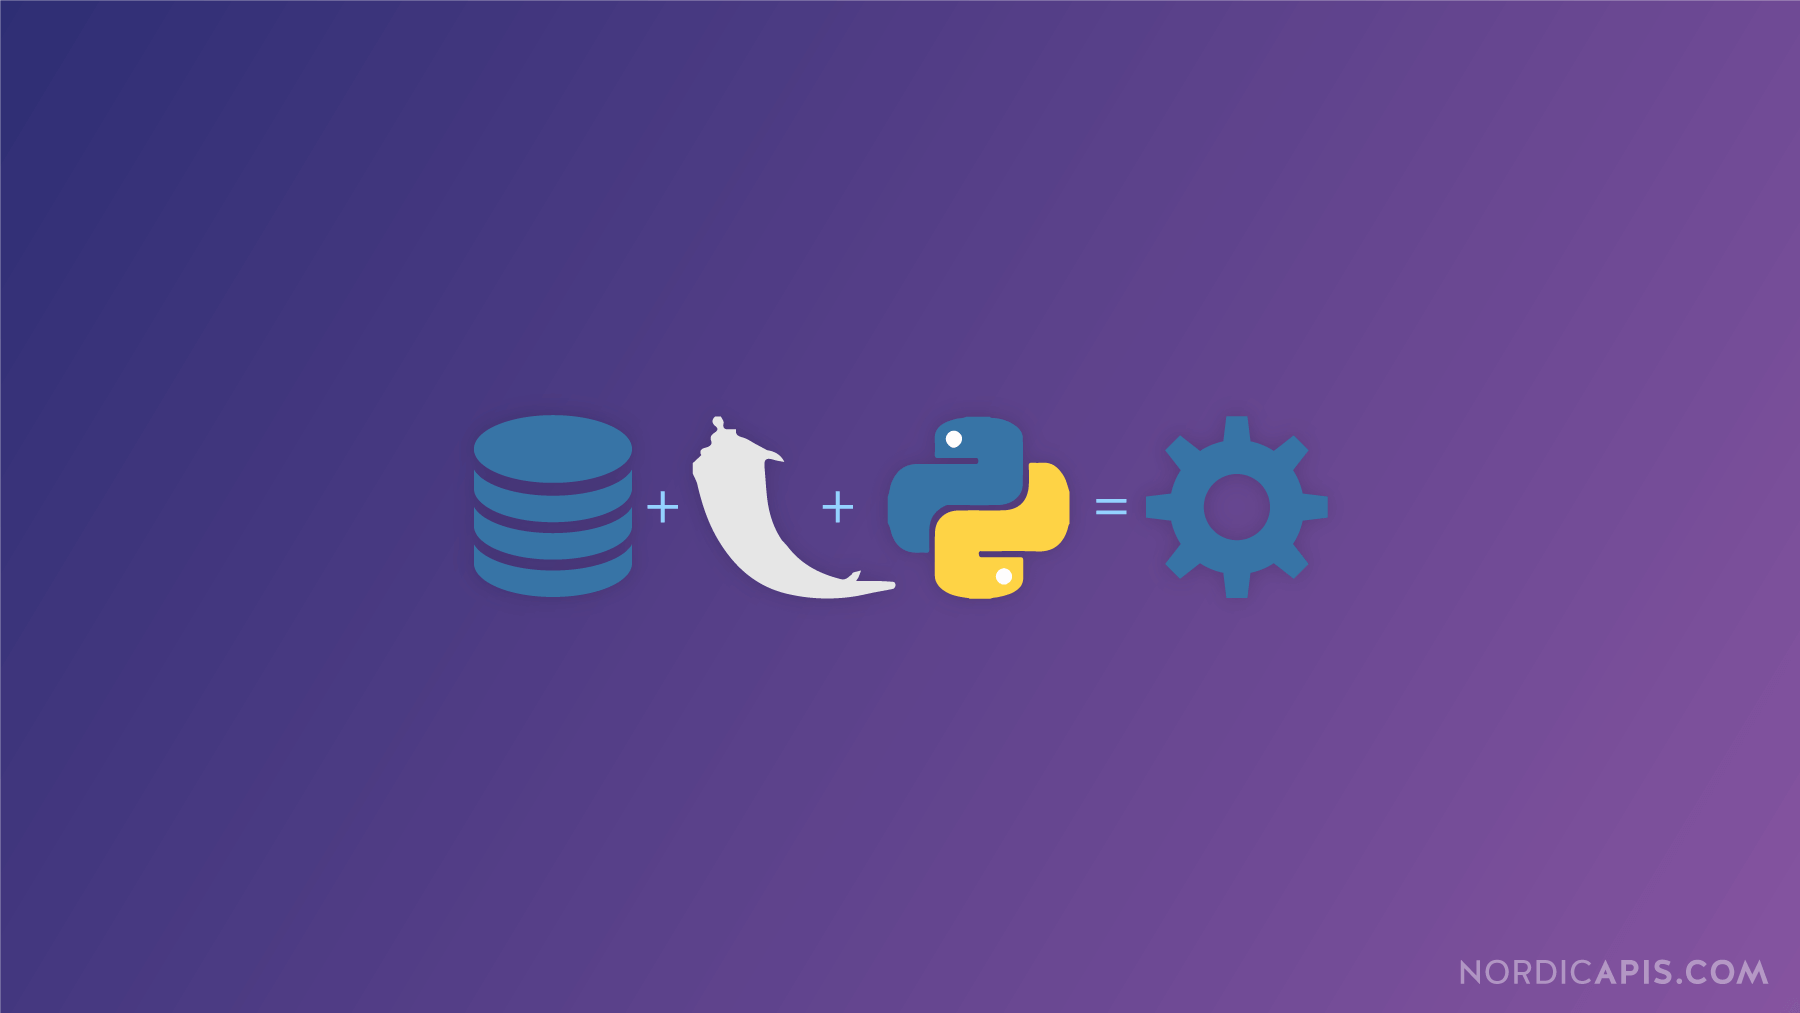 + + =
NORDICAPIS.COM